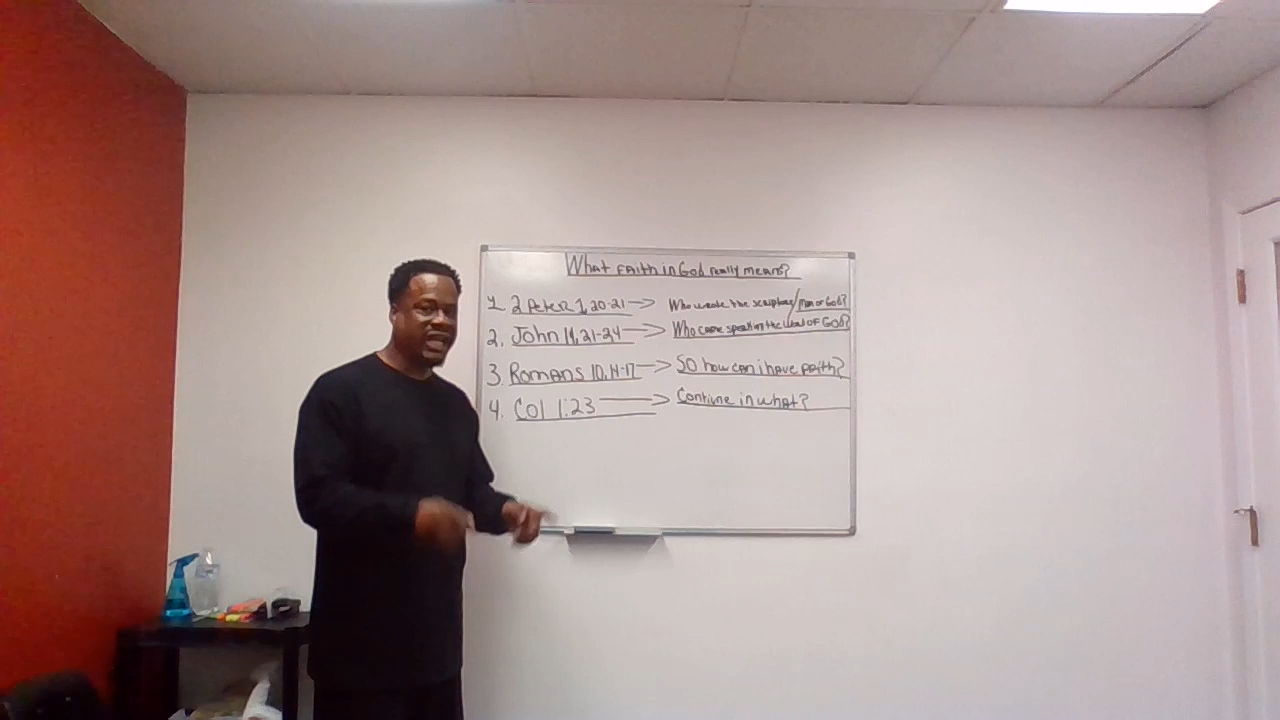 What Faith in God really means?
1. 2 Peter 1,20-21 → Who wrote the scripture/Men of God?
2. John 14,21-24 → Who came speaking the word of GOD?
3 Romans 10,14-17 → SO how can i have faith?
4. Col 1:23 → Continue in what?